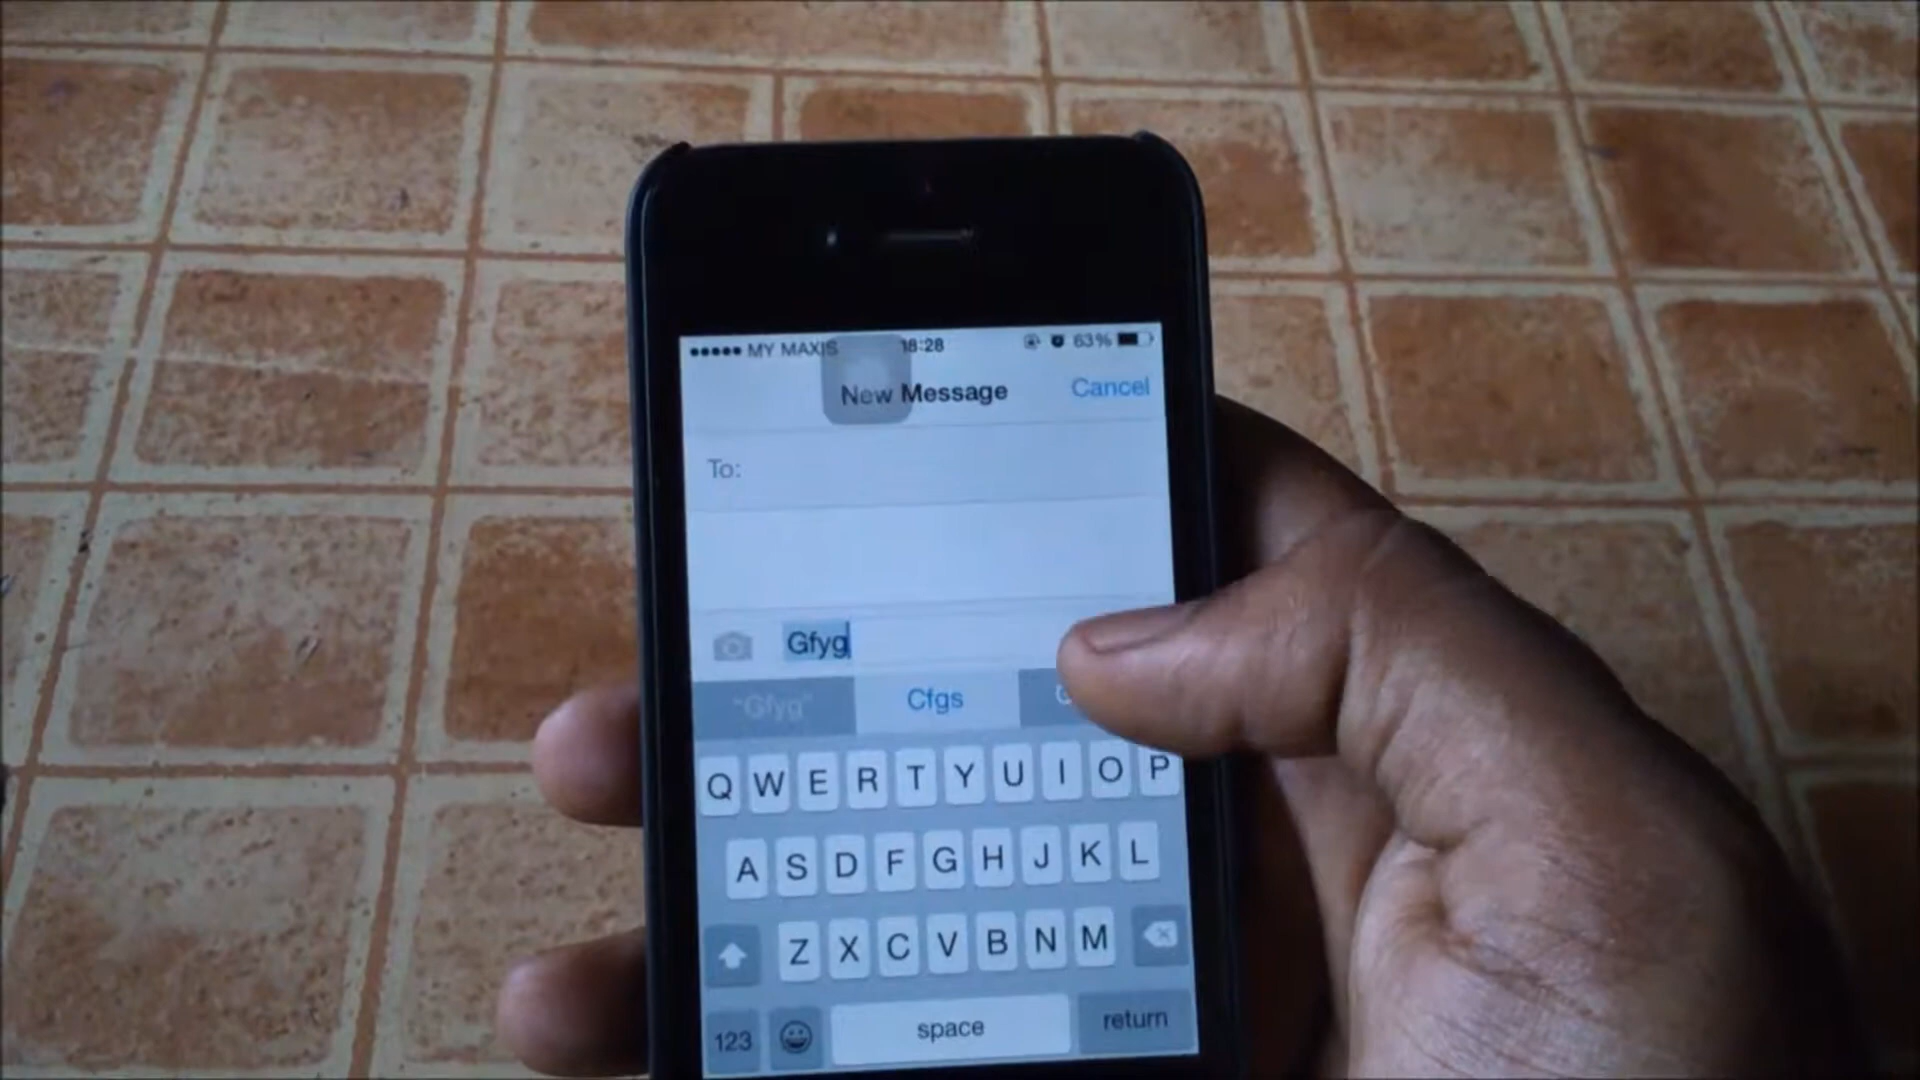 MY MAXIS 18:28 63%
New Message Cancel
To:
Gfyg
"Gfyg" Cfgs
Q W E R T Y U I O P
A S D F G H J K L
Z X C V B N M
123 space return